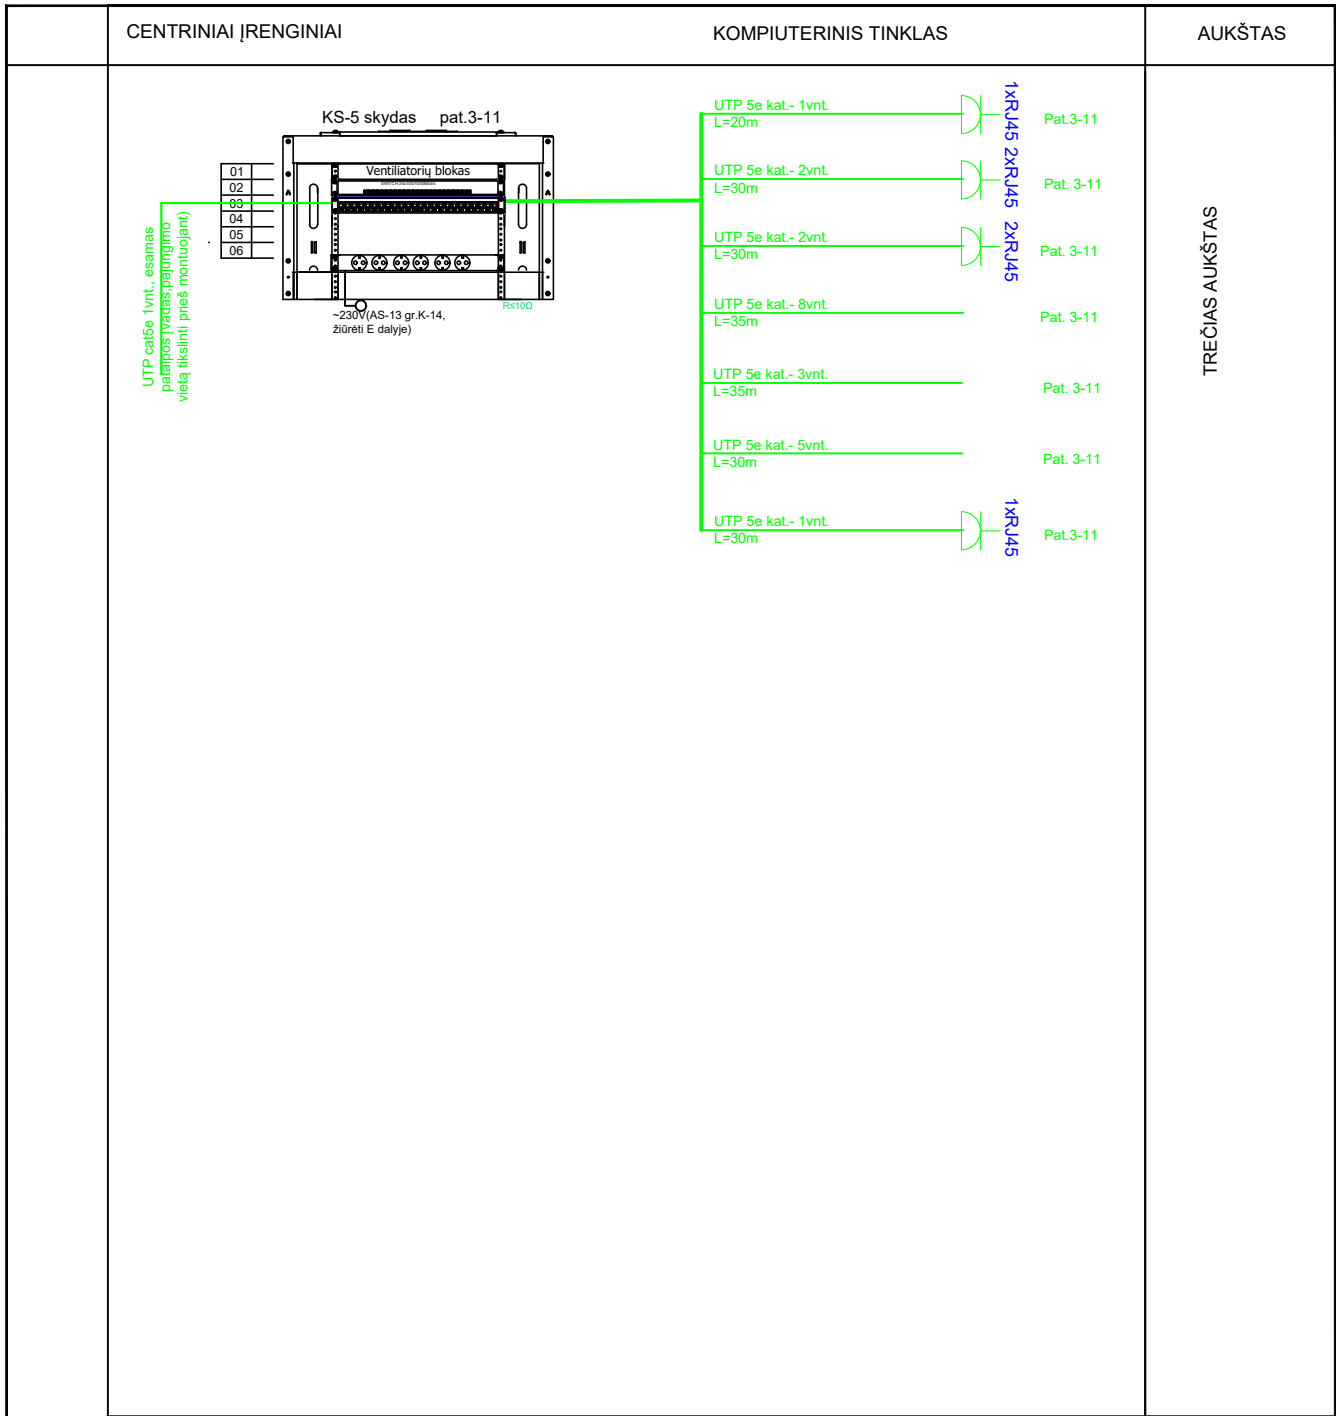 CENTRINIAI ĮRENGINIAI
KOMPIUTERINIS TINKLAS
AUKŠTAS
KS-5 skydas pat.3-11
Ventiliatorių blokas
01
02
03
04
05
06
UTP cat5e 1vnt., esamas
patalpos įvadas,pajungimo
vietą tikslinti prieš montuojant)
~230V(AS-13 gr.K-14,
žiūrėti E dalyje)
R≤10Ω
UTP 5e kat.- 1vnt.
L=20m
1xRJ45
Pat.3-11
UTP 5e kat.- 2vnt.
L=30m
2xRJ45
Pat. 3-11
UTP 5e kat.- 2vnt.
L=30m
2xRJ45
Pat. 3-11
UTP 5e kat.- 8vnt.
L=35m
Pat. 3-11
UTP 5e kat.- 3vnt.
L=35m
Pat. 3-11
UTP 5e kat.- 5vnt.
L=30m
Pat. 3-11
UTP 5e kat.- 1vnt.
L=30m
1xRJ45
Pat.3-11
TREČIAS AUKŠTAS